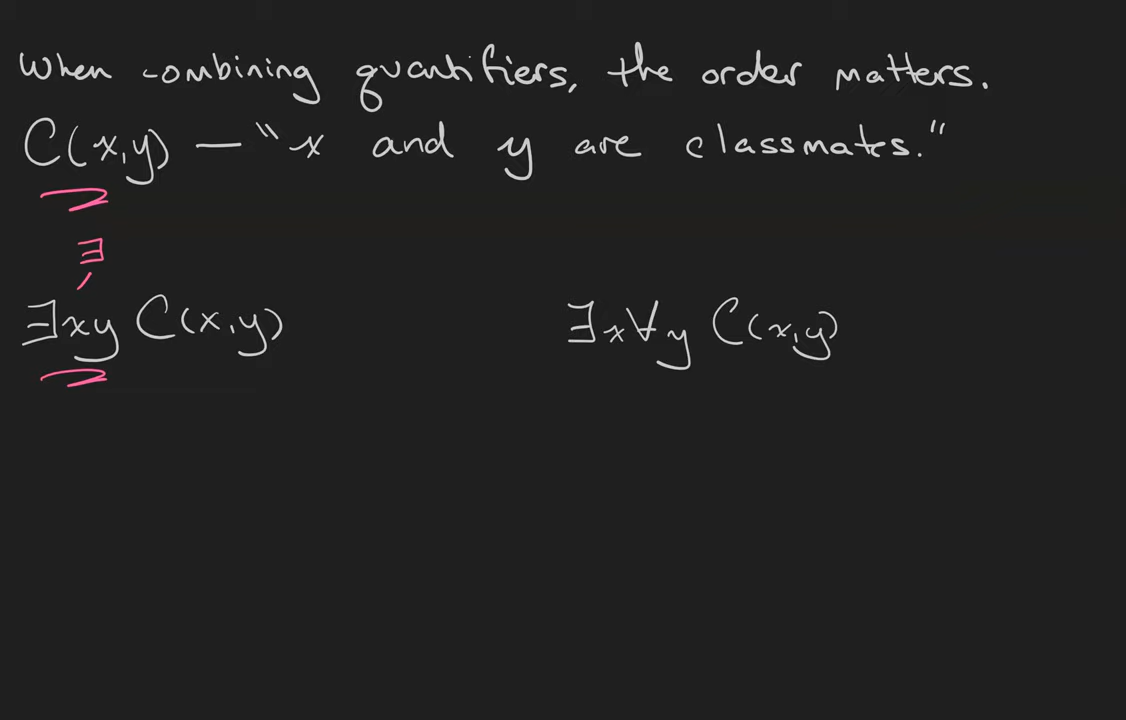 When combining quantifiers, the order matters.
C(x,y) — "x and y are classmates."
∃
∃xy C(x,y)
∃x∀y C(x,y)